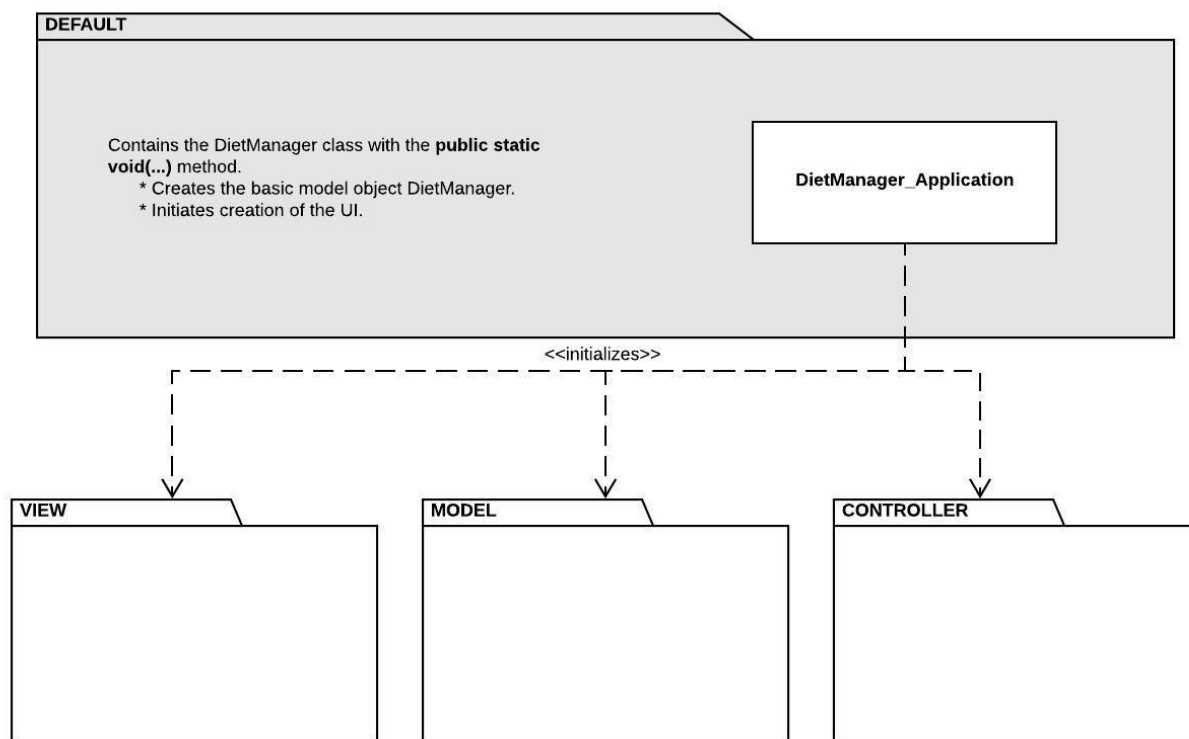 DEFAULT
Contains the DietManager class with the public static
void(...) method.
* Creates the basic model object DietManager.
* Initiates creation of the UI.
DietManager_Application
<<initializes>>
VIEW
MODEL
CONTROLLER